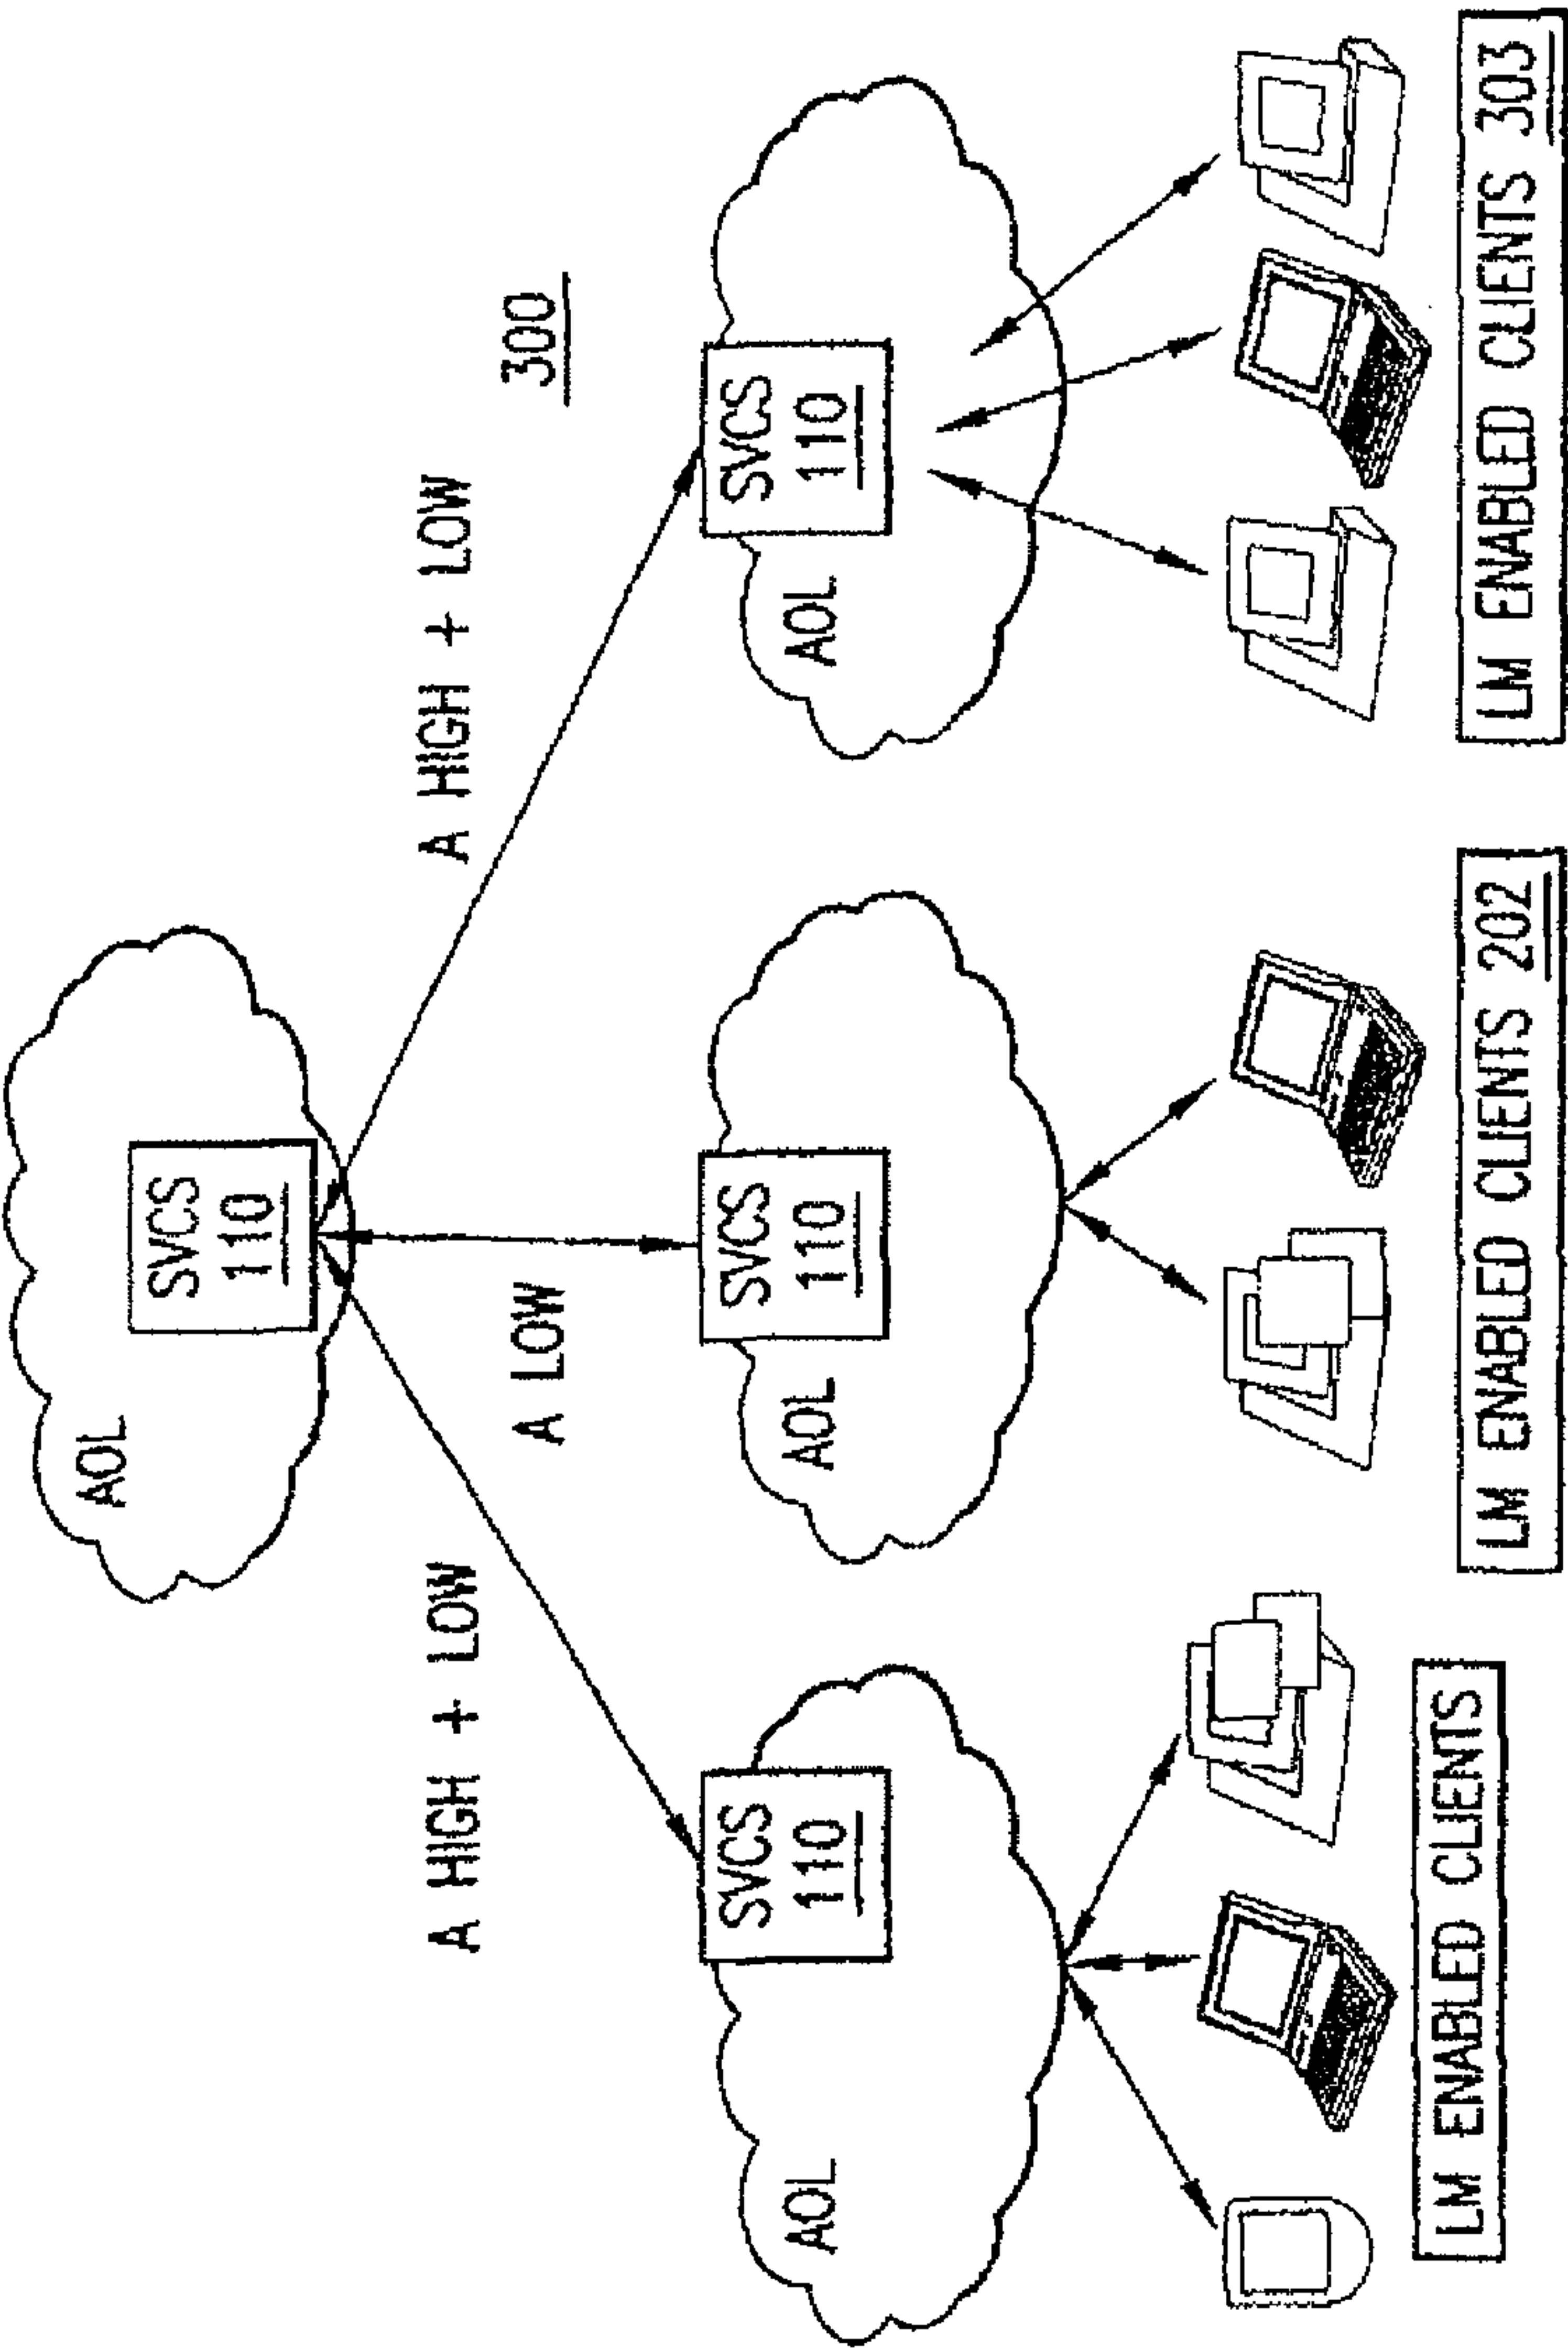 AOL
SVCS
110
A HIGH + LOW
A LOW
A HIGH + LOW
300
SVCS
110
AOL
SVCS
110
AOL
SVCS
110
AOL
LM ENABLED CLIENTS
LM ENABLED CLIENTS 202
LM ENABLED CLIENTS 303